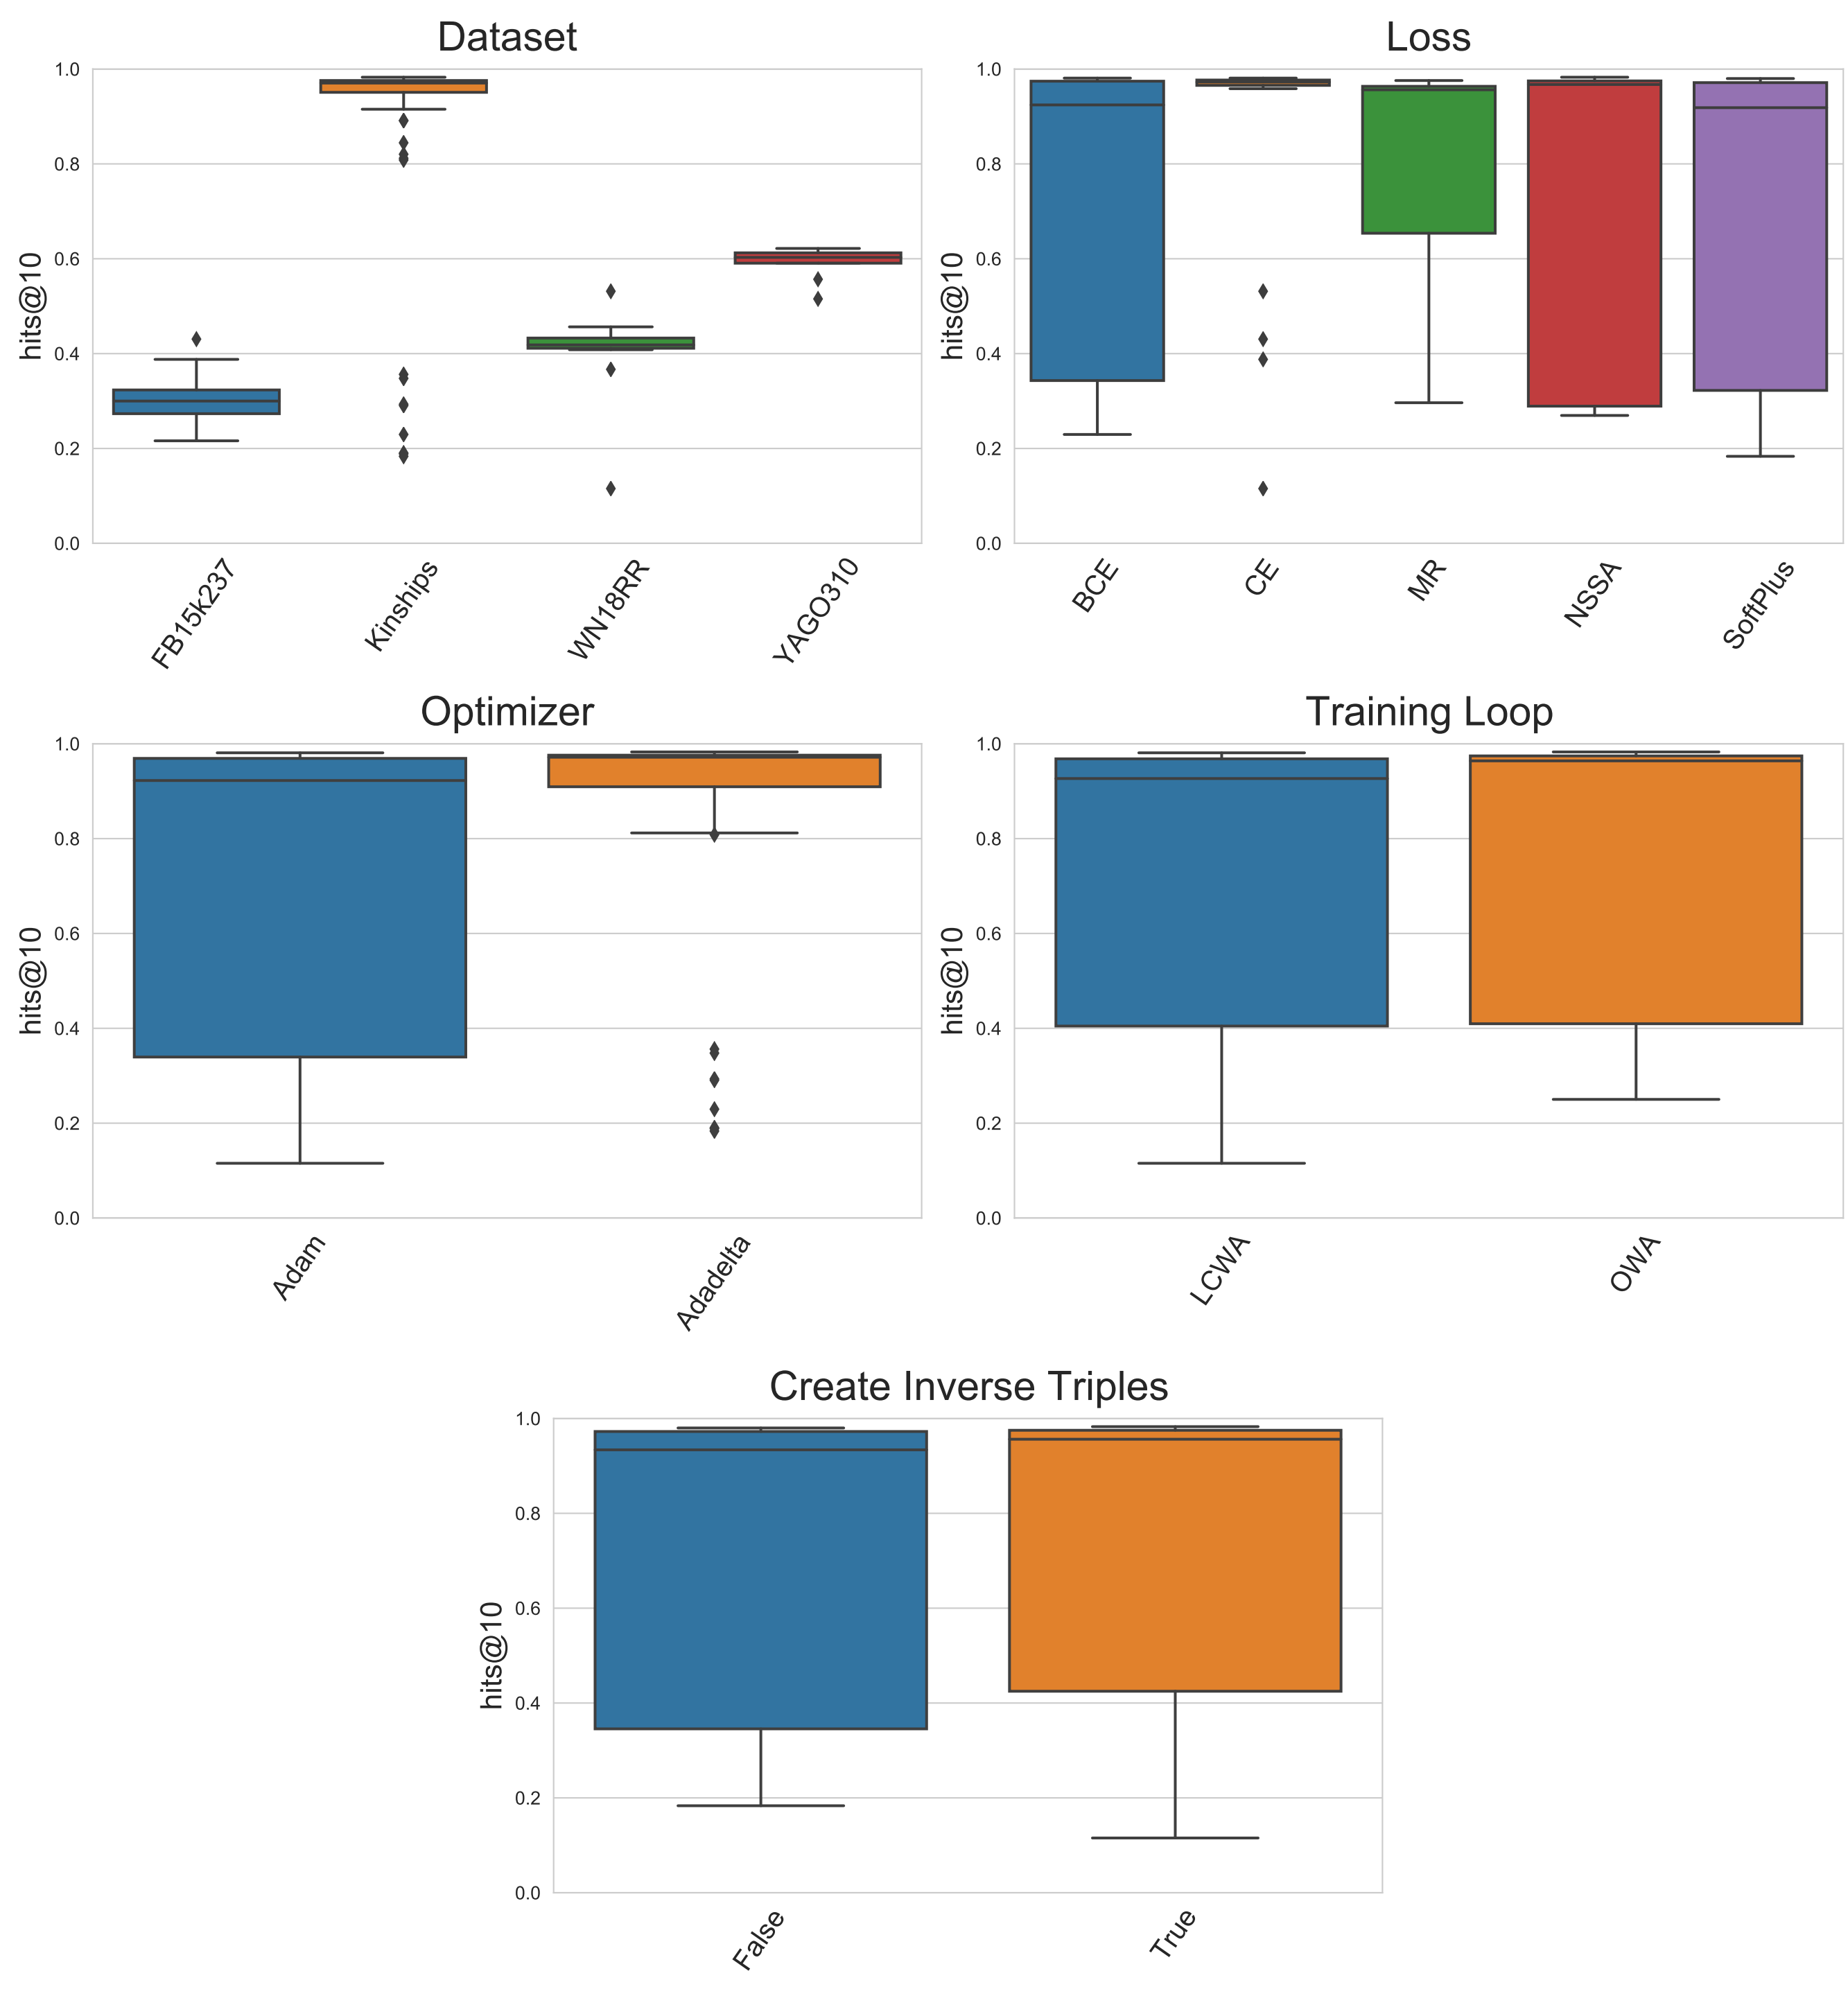 Dataset
hits@10
1.0
0.8
0.6
0.4
0.2
0.0
FB15k237
Kinships
WN18RR
YAGO310
Loss
hits@10
1.0
0.8
0.6
0.4
0.2
0.0
BCE
CE
MR
NSSA
SoftPlus
Optimizer
hits@10
1.0
0.8
0.6
0.4
0.2
0.0
Adam
Adadelta
Training Loop
hits@10
1.0
0.8
0.6
0.4
0.2
0.0
LCWA
OWA
Create Inverse Triples
hits@10
1.0
0.8
0.6
0.4
0.2
0.0
False
True